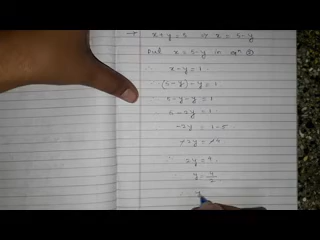 → x+y=5 ⇒ x = 5-y
Put x = 5-y in eqn ②
∴ x-y=1
∴ (5-y)-y=1
∴ 5-y-y=1
∴ 5-2y=1
∴ -2y = 1-5
∴ -2y = -4
∴ 2y=4
∴ y=4/2
∴ y